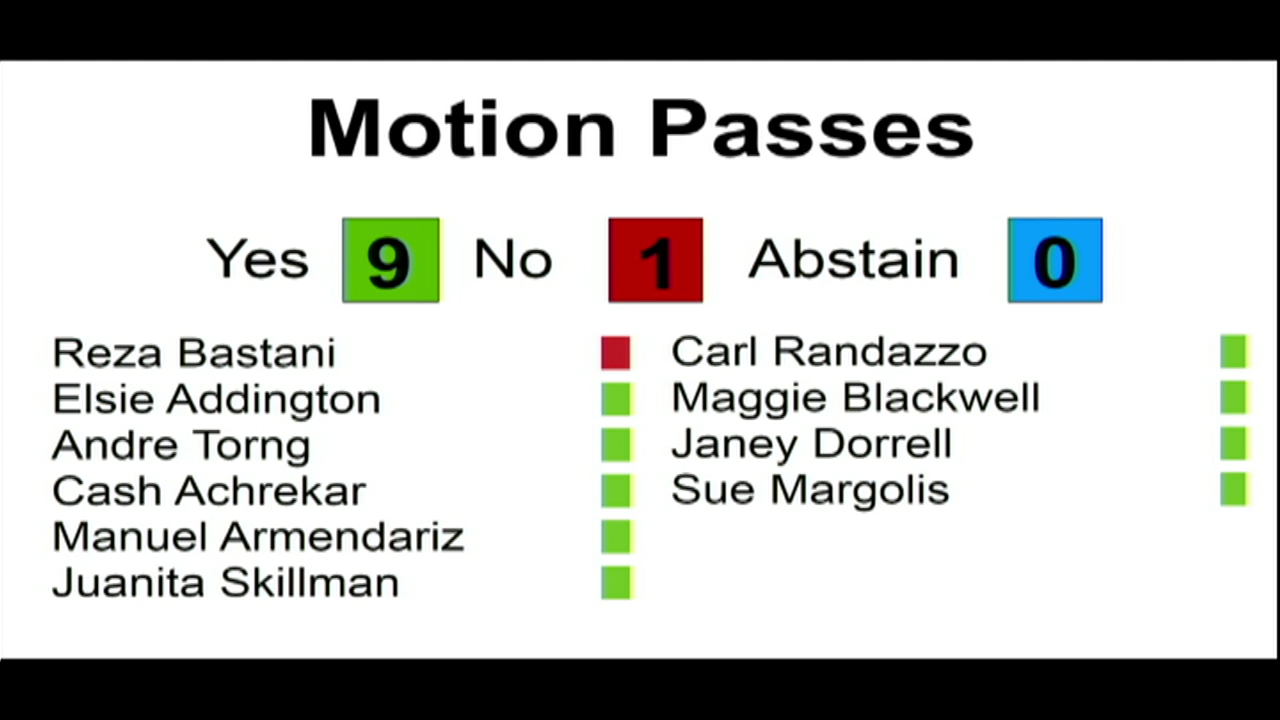 Motion Passes
Yes 9 No 1 Abstain 0
Reza Bastani
Elsie Addington
Andre Torng
Cash Achrekar
Manuel Armendariz
Juanita Skillman
Carl Randazzo
Maggie Blackwell
Janey Dorrell
Sue Margolis